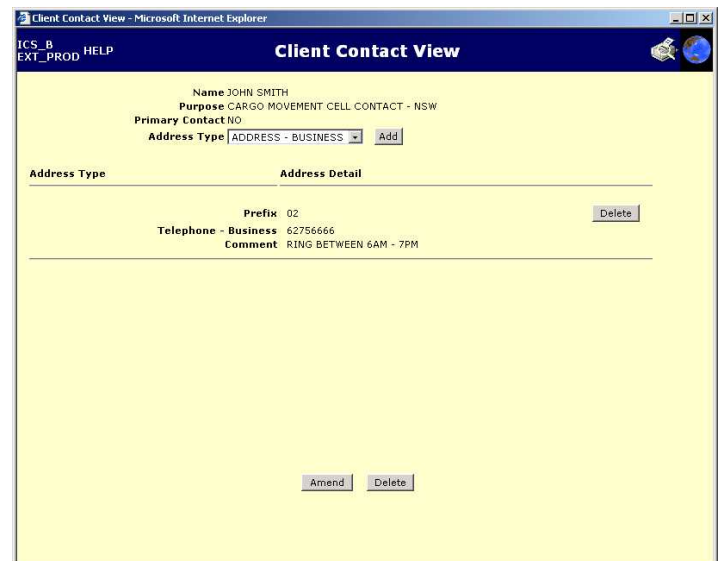 Client Contact View - Microsoft Internet Explorer
ICS_B
EXT_PROD HELP
Client Contact View
Name JOHN SMITH
Purpose CARGO MOVEMENT CELL CONTACT - NSW
Primary Contact NO
Address Type ADDRESS - BUSINESS Add
Address Type Address Detail
Prefix 02 Delete
Telephone - Business 62756666
Comment RING BETWEEN 6AM - 7PM
Amend Delete